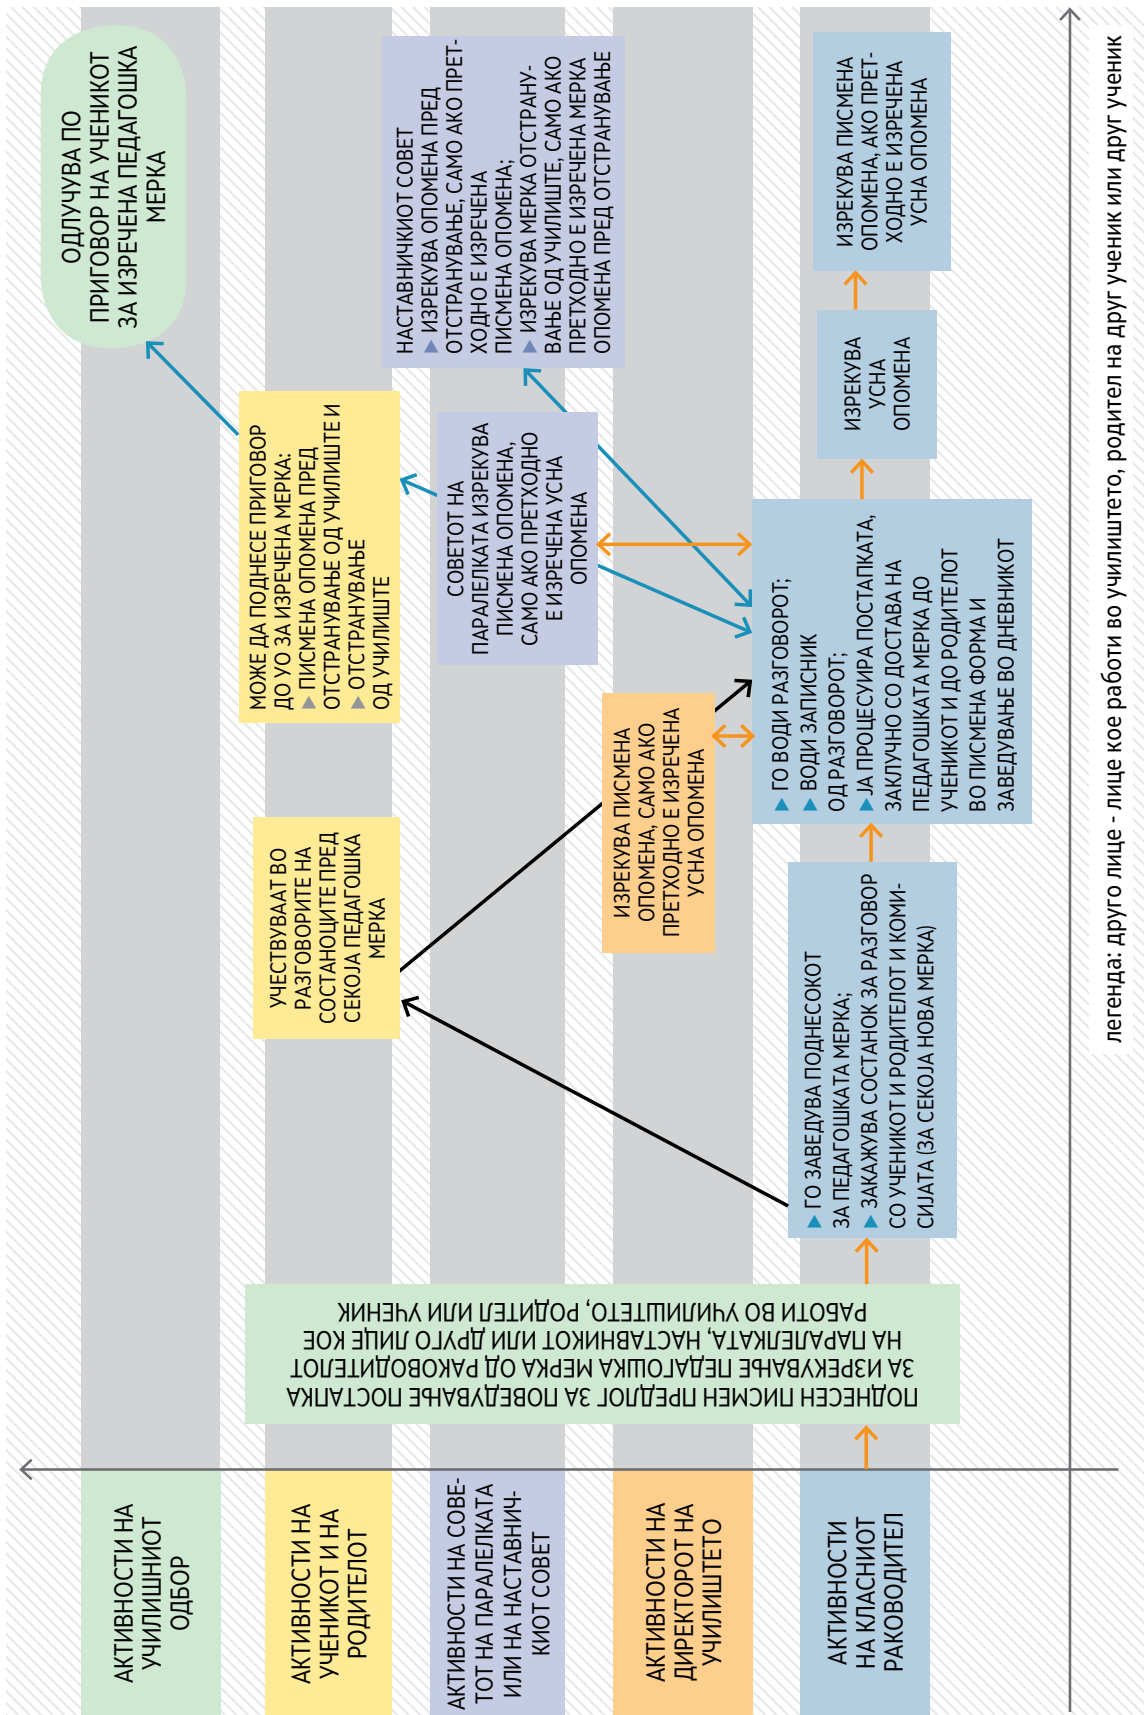 АКТИВНОСТИ НА
УЧИЛИШНИОТ
ОДБОР
АКТИВНОСТИ НА
УЧЕНИКОТ И НА
РОДИТЕЛОТ
АКТИВНОСТИ НА СОВЕ-
ТОТ НА ПАРАЛЕЛКАТА
ИЛИ НА НАСТАВНИЧ-
КИОТ СОВЕТ
АКТИВНОСТИ НА
ДИРЕКТОРОТ НА
УЧИЛИШТЕТО
АКТИВНОСТИ
НА КЛАСНИОТ
РАКОВОДИТЕЛ
ПОДНЕСЕН ПИСМЕН ПРЕДЛОГ ЗА ПОВЕДУВАЊЕ ПОСТАПКА
ЗА ИЗРЕКУВАЊЕ ПЕДАГОШКА МЕРКА ОД РАКОВОДИТЕЛОТ
НА ПАРАЛЕЛКАТА, НАСТАВНИКОТ ИЛИ ДРУГО ЛИЦЕ КОЕ
РАБОТИ ВО УЧИЛИШТЕТО, РОДИТЕЛ ИЛИ УЧЕНИК
▶ ГО ЗАВЕДУВА ПОДНЕСОКОТ
ЗА ПЕДАГОШКАТА МЕРКА;
▶ ЗАКАЖУВА СОСТАНОК ЗА РАЗГОВОР
СО УЧЕНИКОТ И РОДИТЕЛОТ И КОМИ-
СИЈАТА (ЗА СЕКОЈА НОВА МЕРКА)
УЧЕСТВУВААТ ВО
РАЗГОВОРИТЕ НА
СОСТАНОЦИТЕ ПРЕД
СЕКОЈА ПЕДАГОШКА
МЕРКА
ИЗРЕКУВА ПИСМЕНА
ОПОМЕНА, САМО АКО
ПРЕТХОДНО Е ИЗРЕЧЕНА
УСНА ОПОМЕНА
▶ ГО ВОДИ РАЗГОВОРОТ;
▶ ВОДИ ЗАПИСНИК
ОД РАЗГОВОРОТ;
▶ ЈА ПРОЦЕСУИРА ПОСТАПКАТА,
ЗАКЛУЧНО СО ДОСТАВА НА
ПЕДАГОШКАТА МЕРКА ДО
УЧЕНИКОТ И ДО РОДИТЕЛОТ
ВО ПИСМЕНА ФОРМА И
ЗАВЕДУВАЊЕ ВО ДНЕВНИКОТ
МОЖЕ ДА ПОДНЕСЕ ПРИГОВОР
ДО УО ЗА ИЗРЕЧЕНА МЕРКА:
▶ ПИСМЕНА ОПОМЕНА ПРЕД
ОТСТРАНУВАЊЕ ОД УЧИЛИШТЕ И
▶ ОТСТРАНУВАЊЕ
ОД УЧИЛИШТЕ
СОВЕТОТ НА
ПАРАЛЕЛКАТА ИЗРЕКУВА
ПИСМЕНА ОПОМЕНА,
САМО АКО ПРЕТХОДНО
Е ИЗРЕЧЕНА УСНА
ОПОМЕНА
ИЗРЕКУВА
УСНА
ОПОМЕНА
ОДЛУЧУВА ПО
ПРИГОВОР НА УЧЕНИКОТ
ЗА ИЗРЕЧЕНА ПЕДАГОШКА
МЕРКА
НАСТАВНИЧКИОТ СОВЕТ
▶ ИЗРЕКУВА ОПОМЕНА ПРЕД
ОТСТРАНУВАЊЕ, САМО АКО ПРЕТ-
ХОДНО Е ИЗРЕЧЕНА
ПИСМЕНА ОПОМЕНА;
▶ ИЗРЕКУВА МЕРКА ОТСТРАНУ-
ВАЊЕ ОД УЧИЛИШТЕ, САМО АКО
ПРЕТХОДНО Е ИЗРЕЧЕНА МЕРКА
ОПОМЕНА ПРЕД ОТСТРАНУВАЊЕ
ИЗРЕКУВА ПИСМЕНА
ОПОМЕНА, АКО ПРЕТ-
ХОДНО Е ИЗРЕЧЕНА
УСНА ОПОМЕНА
легенда: друго лице - лице кое работи во училиштето, родител на друг ученик или друг ученик